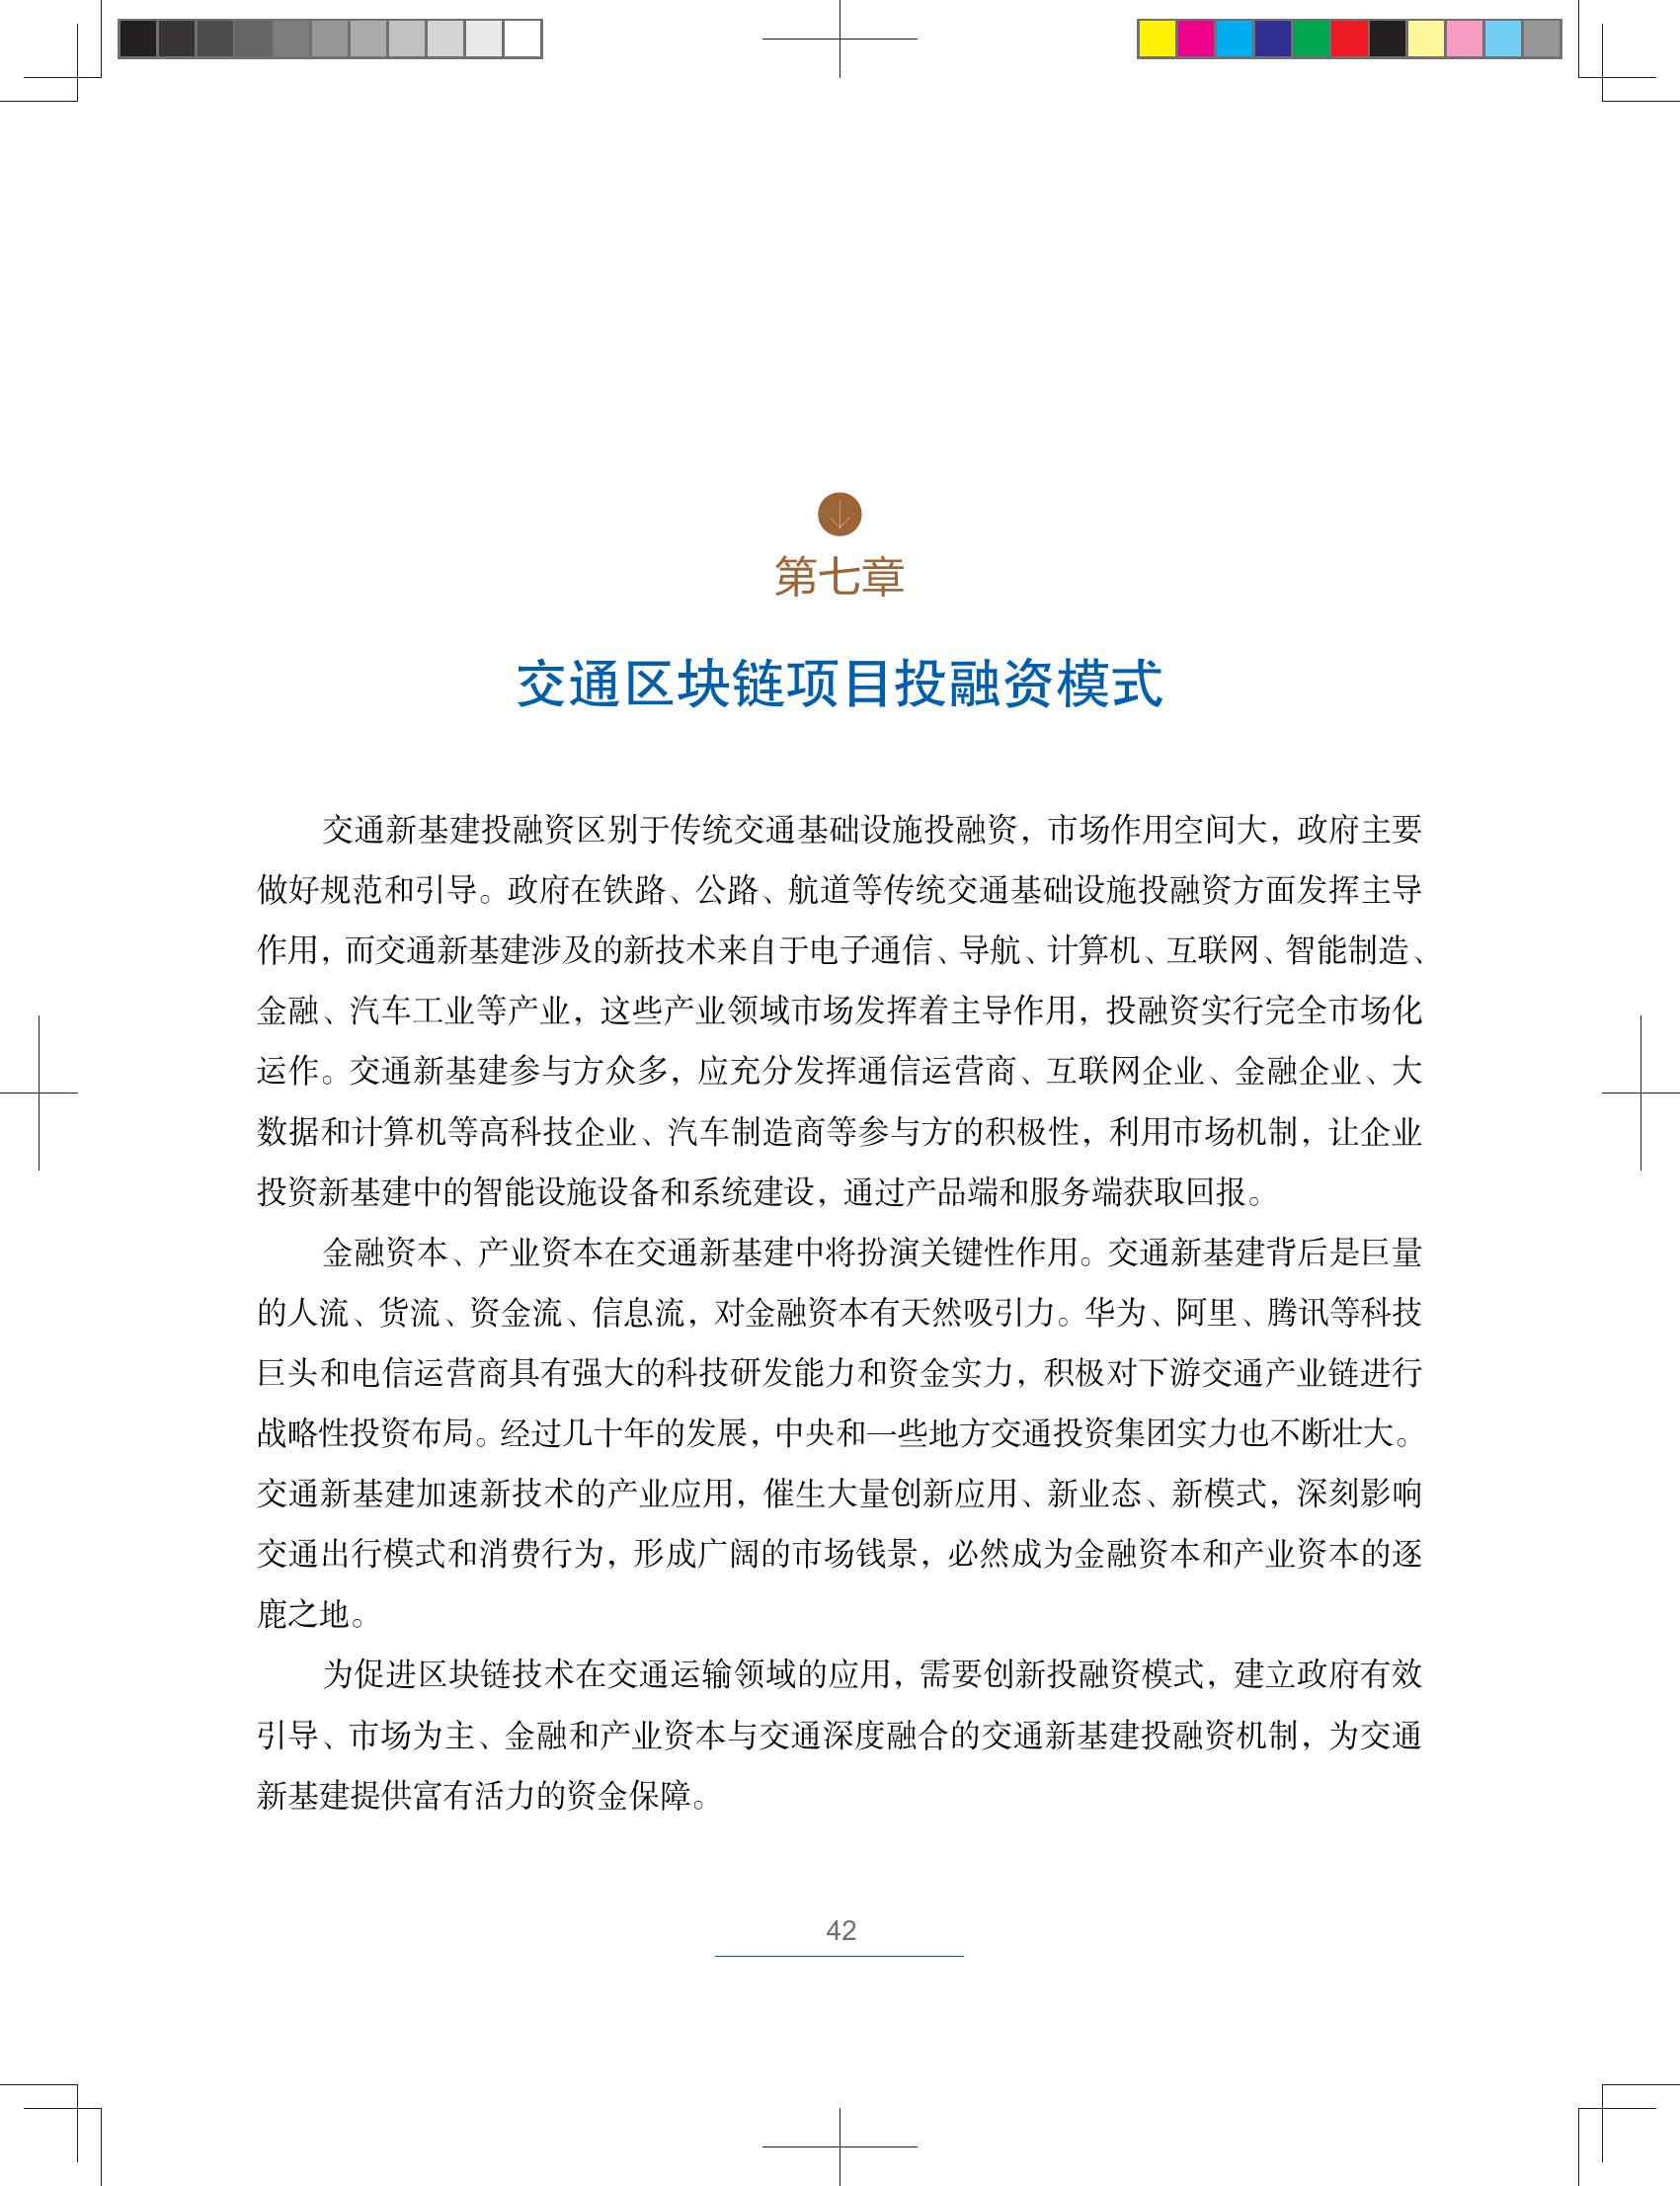 第七章
交通区块链项目投融资模式
交通新基建投融资区别于传统交通基础设施投融资，市场作用空间大，政府主要
做好规范和引导。政府在铁路、公路、航道等传统交通基础设施投融资方面发挥主导
作用，而交通新基建涉及的新技术来自于电子通信、导航、计算机、互联网、智能制造、
金融、汽车工业等产业，这些产业领域市场发挥着主导作用，投融资实行完全市场化
运作。交通新基建参与方众多，应充分发挥通信运营商、互联网企业、金融企业、大
数据和计算机等高科技企业、汽车制造商等参与方的积极性，利用市场机制，让企业
投资新基建中的智能设施设备和系统建设，通过产品端和服务端获取回报。
金融资本、产业资本在交通新基建中将扮演关键性作用。交通新基建背后是巨量
的人流、货流、资金流、信息流，对金融资本有天然吸引力。华为、阿里、腾讯等科技
巨头和电信运营商具有强大的科技研发能力和资金实力，积极对下游交通产业链进行
战略性投资布局。经过几十年的发展，中央和一些地方交通投资集团实力也不断壮大。
交通新基建加速新技术的产业应用，催生大量创新应用、新业态、新模式，深刻影响
交通出行模式和消费行为，形成广阔的市场钱景，必然成为金融资本和产业资本的逐
鹿之地。
为促进区块链技术在交通运输领域的应用，需要创新投融资模式，建立政府有效
引导、市场为主、金融和产业资本与交通深度融合的交通新基建投融资机制，为交通
新基建提供富有活力的资金保障。
42